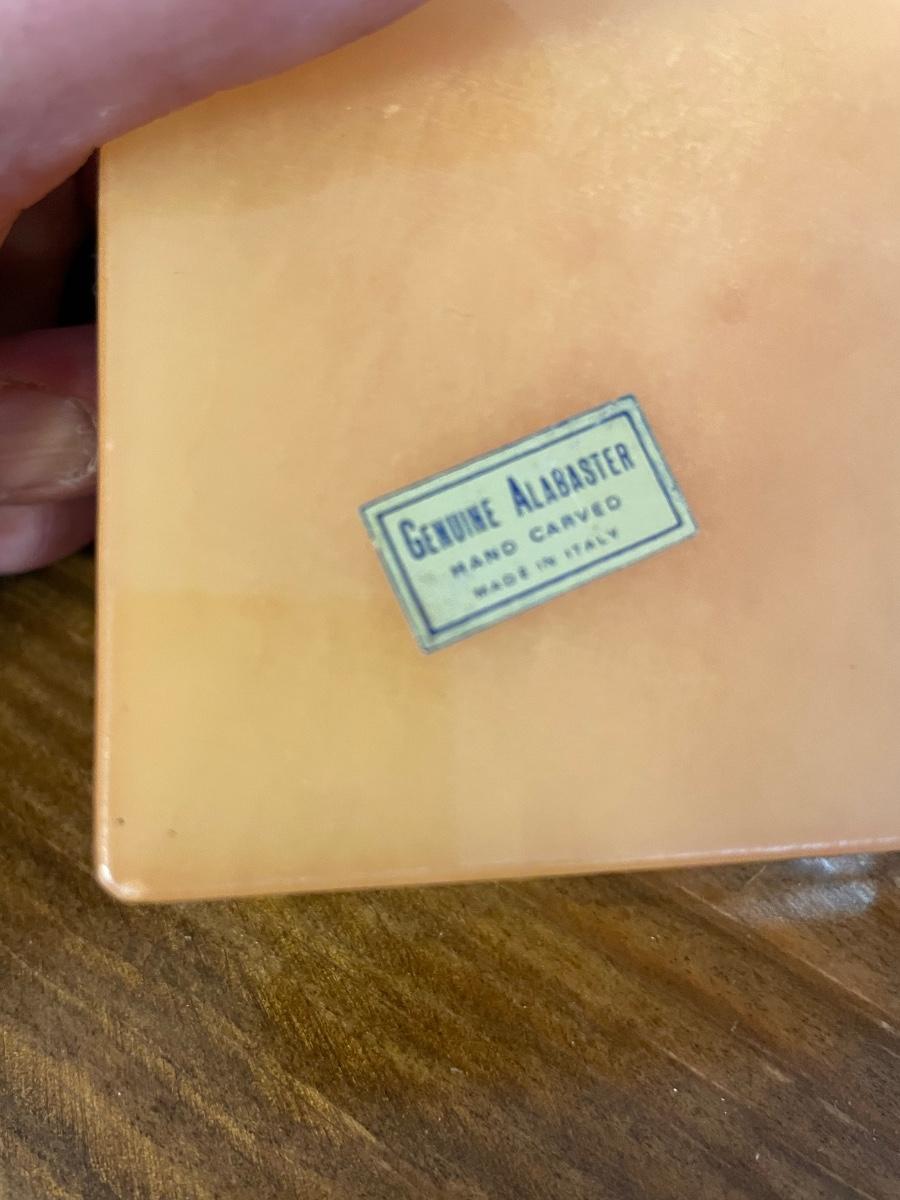 GENUINE ALABASTER
HAND CARVED
MADE IN ITALY